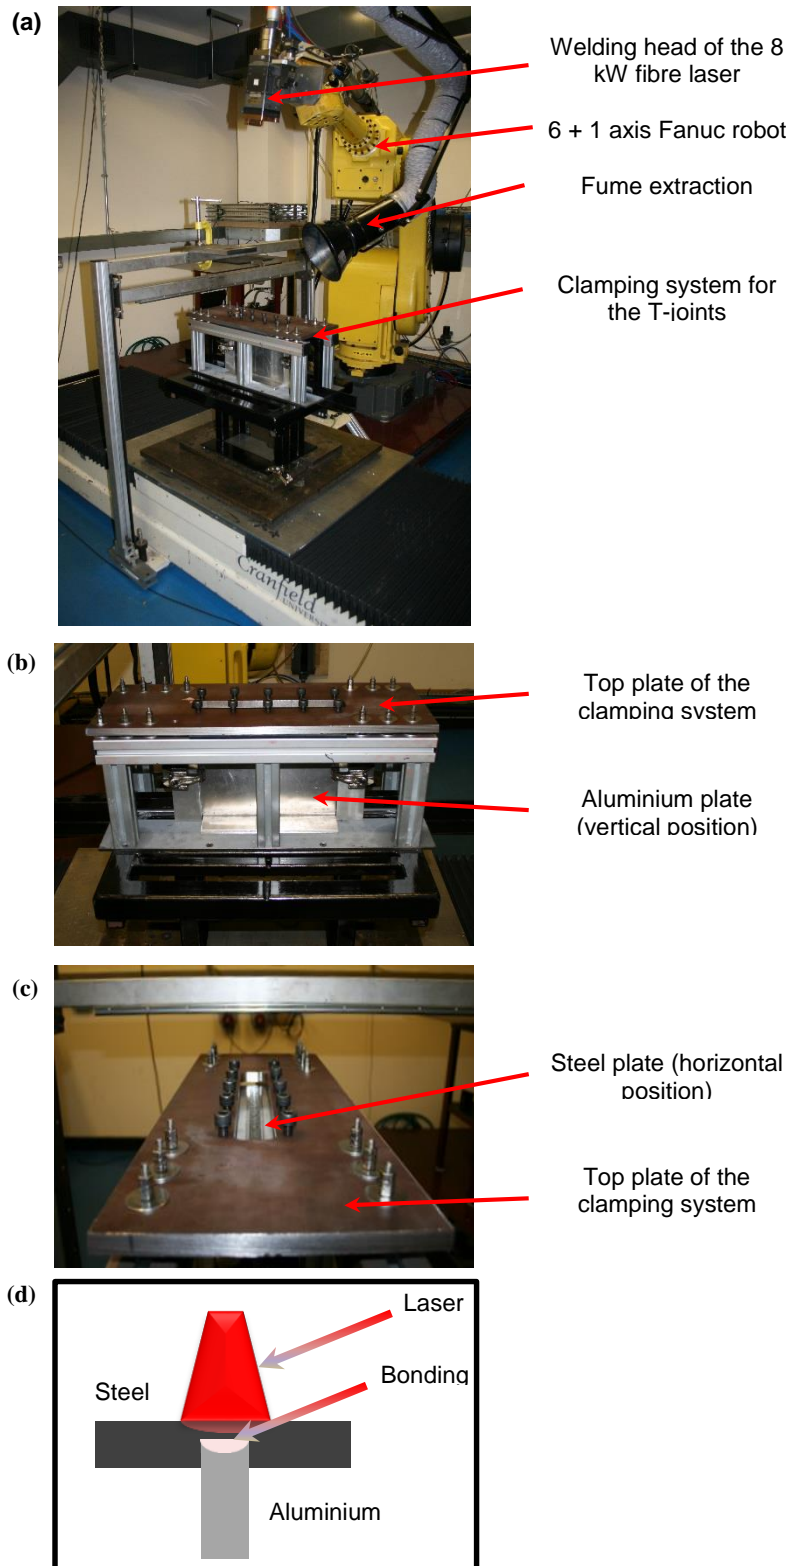 (a)
Welding head of the 8
kW fibre laser
6 + 1 axis Fanuc robot
Fume extraction
Clamping system for
the T-joints
Cranfield
UNIVERSITY
(b)
Top plate of the
clamping system
Aluminium plate
(vertical position)
(c)
Steel plate (horizontal
position)
Top plate of the
clamping system
(d)
Laser
Bonding
Steel
Aluminium